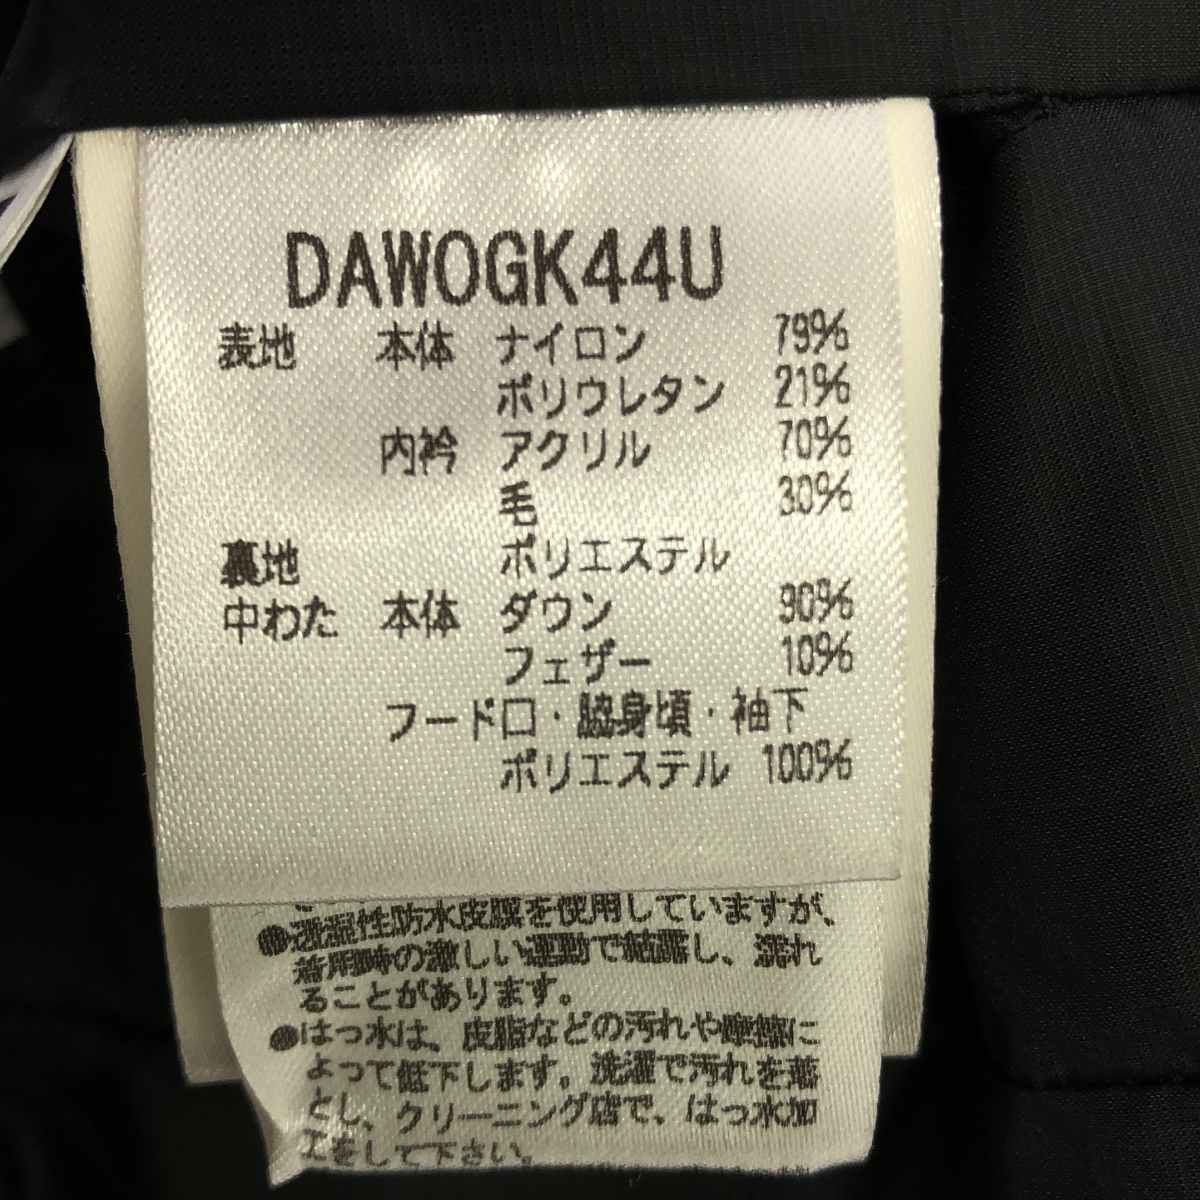 DAWOGK44U
表地 本体 ナイロン 79%
ポリウレタン 21%
内衿 アクリル 70%
毛 30%
裏地 ポリエステル
中わた 本体 ダウン 90%
フェザー 10%
フード口・脇身頃・袖下
ポリエステル 100%
●透湿性防水皮膜を使用していますが、
着用時の激しい運動で結露し、濡れ
ることがあります。
●はっ水は、皮脂などの汚れや摩擦に
よって低下します。洗濯で汚れを落
とし、クリーニング店で、はっ水加
工をして下さい。